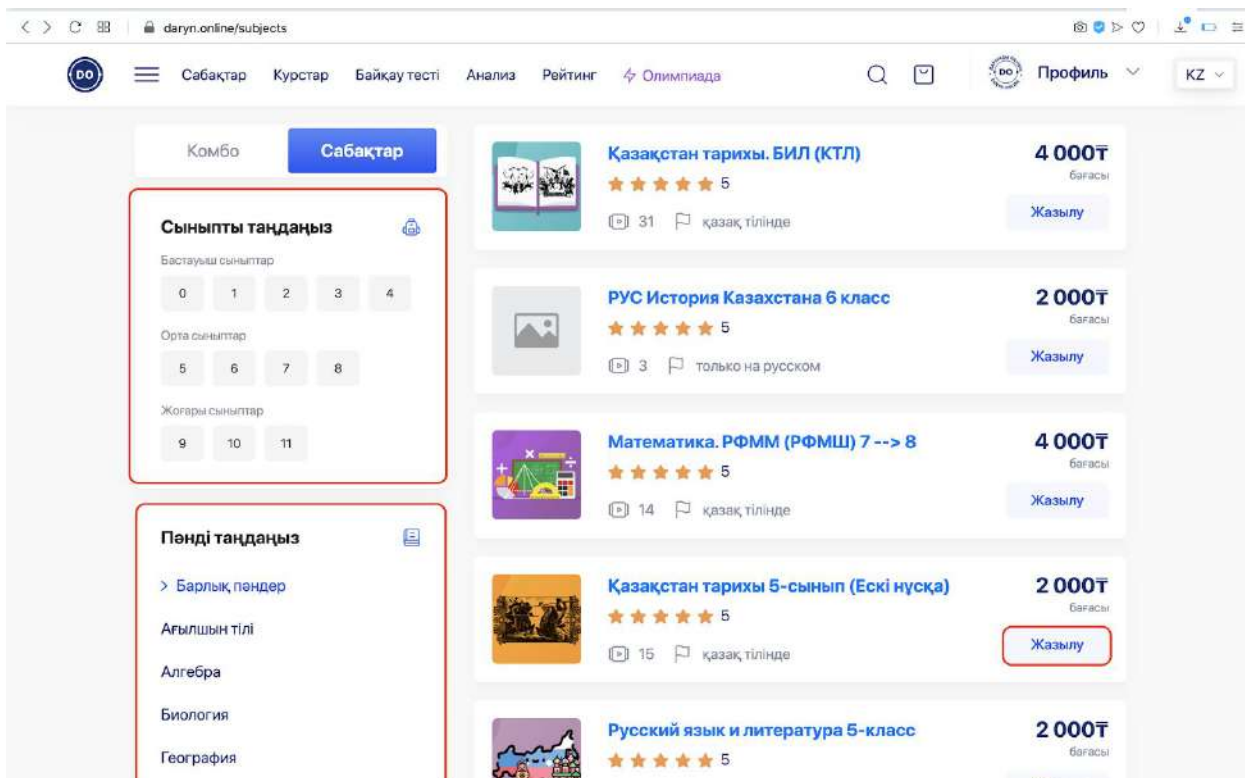 daryn.online/subjects
DO
Сабақтар
Курстар
Байқау тесті
Анализ
Рейтинг
Олимпиада
DO
Профиль
KZ
Комбо
Сабақтар
Сыныпты таңдаңыз
Бастауыш сыныптар
0 1 2 3 4
Орта сыныптар
5 6 7 8
Жоғары сыныптар
9 10 11
Пәнді таңдаңыз
> Барлық пәндер
Ағылшын тілі
Алгебра
Биология
География
Қазақстан тарихы. БИЛ (КТЛ)
5
31 қазақ тілінде
4 000₸
бағасы
Жазылу
РУС История Казахстана 6 класс
5
3 только на русском
2 000₸
бағасы
Жазылу
Математика. РФММ (РФМШ) 7 --> 8
5
14 қазақ тілінде
4 000₸
бағасы
Жазылу
Қазақстан тарихы 5-сынып (Ескі нұсқа)
5
15 қазақ тілінде
2 000₸
бағасы
Жазылу
Русский язык и литература 5-класс
5
2 000₸
бағасы